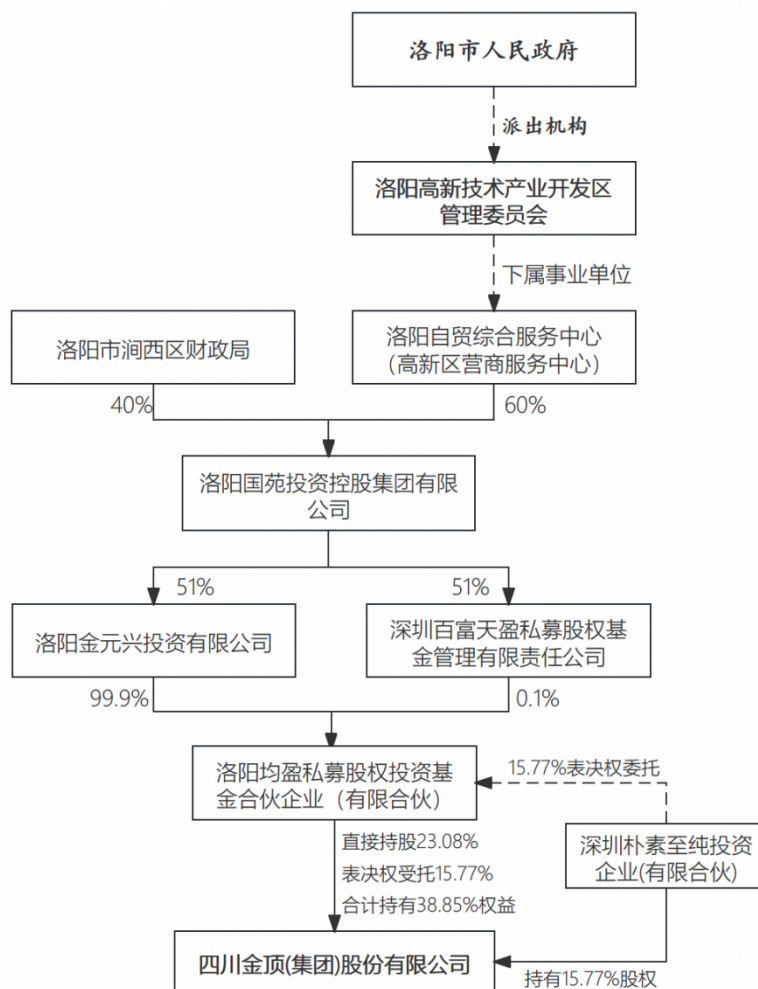 洛阳市人民政府
派出机构
洛阳高新技术产业开发区
管理委员会
下属事业单位
洛阳市涧西区财政局
洛阳自贸综合服务中心
（高新区营商服务中心）
40%
60%
洛阳国苑投资控股集团有限
公司
51%
51%
洛阳金元兴投资有限公司
深圳百富天盈私募股权基
金管理有限责任公司
99.9%
0.1%
洛阳均盈私募股权投资基
金合伙企业（有限合伙）
15.77%表决权委托
直接持股23.08%
表决权受托15.77%
合计持有38.85%权益
深圳朴素至纯投资
企业(有限合伙)
四川金顶(集团)股份有限公司
持有15.77%股权